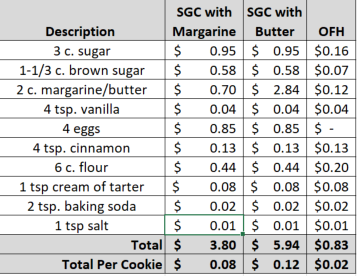 SGC with SGC with
Description Margarine Butter OFH
3 c. sugar $ 0.95 $ 0.95 $0.16
1-1/3 c. brown sugar $ 0.58 $ 0.58 $0.07
2 c. margarine/butter $ 0.70 $ 2.84 $0.12
4 tsp. vanilla $ 0.04 $ 0.04 $0.04
4 eggs $ 0.85 $ 0.85 $ -
4 tsp. cinnamon $ 0.13 $ 0.13 $0.13
6 c. flour $ 0.44 $ 0.44 $0.20
1 tsp cream of tarter $ 0.08 $ 0.08 $0.08
2 tsp. baking soda $ 0.02 $ 0.02 $0.02
1 tsp salt $ 0.01 $ 0.01 $0.01
Total $ 3.80 $ 5.94 $0.83
Total Per Cookie $ 0.08 $ 0.12 $0.02